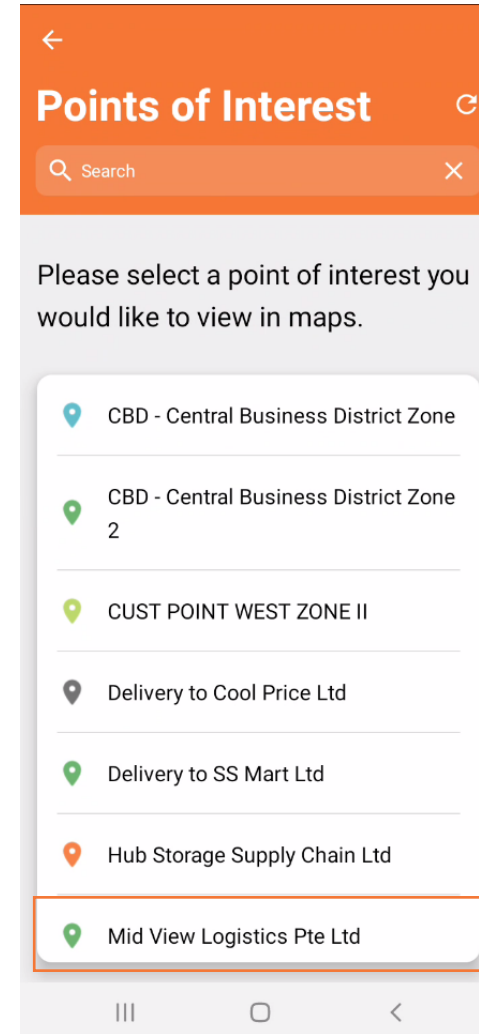 Points of Interest
Search
Please select a point of interest you
would like to view in maps.
CBD - Central Business District Zone
CBD - Central Business District Zone
2
CUST POINT WEST ZONE II
Delivery to Cool Price Ltd
Delivery to SS Mart Ltd
Hub Storage Supply Chain Ltd
Mid View Logistics Pte Ltd